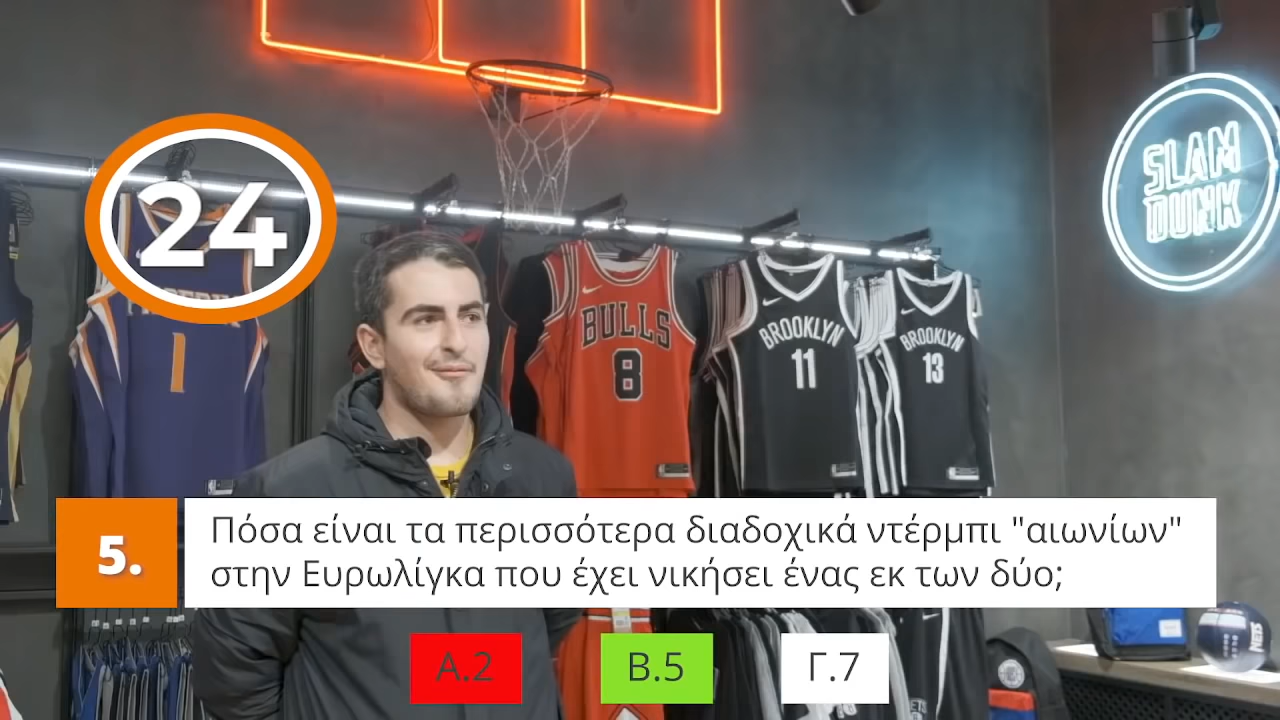 SLAM
DUNK
24
1
BULLS
8
BROOKLYN
11
BROOKLYN
13
5.
Πόσα είναι τα περισσότερα διαδοχικά ντέρμπι "αιωνίων"
στην Ευρωλίγκα που έχει νικήσει ένας εκ των δύο;
Α.2
Β.5
Γ.7